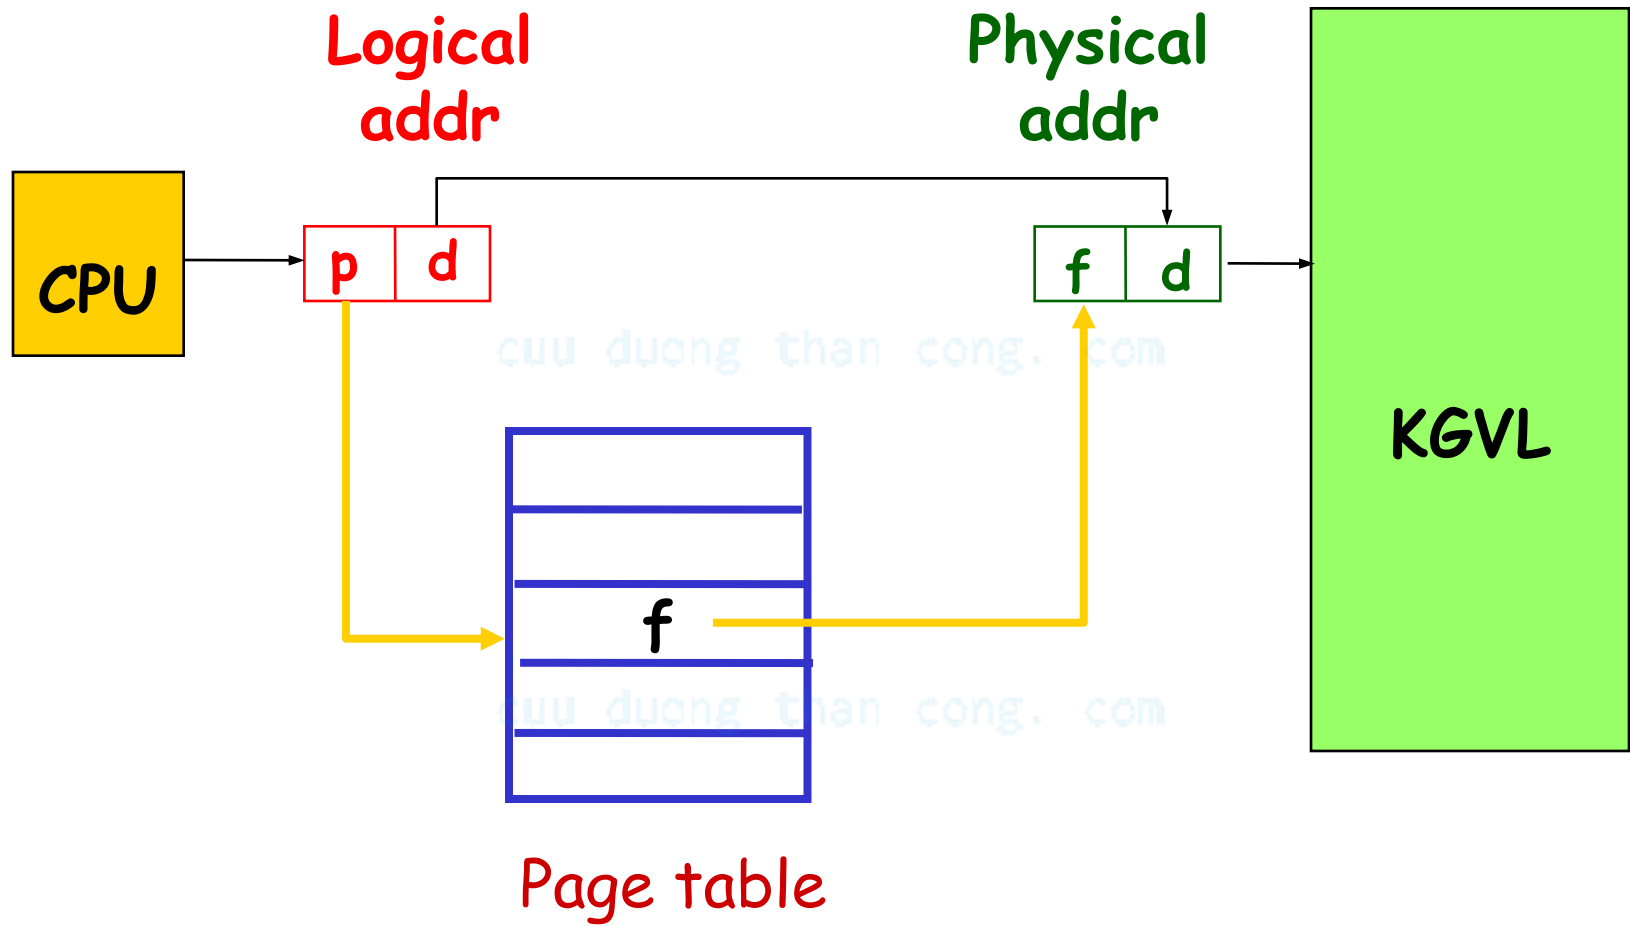 Logical
addr
Physical
addr
CPU
p d
f d
cuu duong than cong. com
KGVL
f
cuu duong than cong. com
Page table